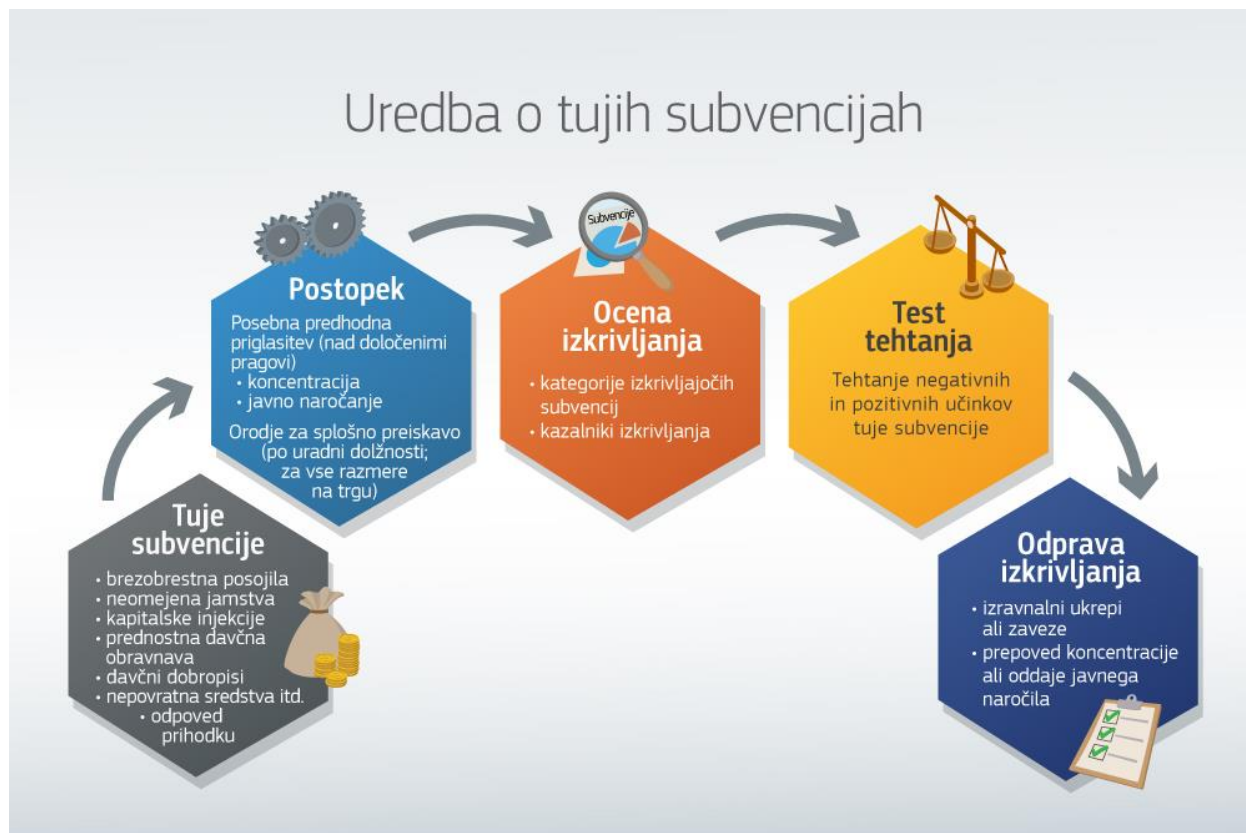 Uredba o tujih subvencijah
Tuje
subvencije
• brezobrestna posojila
• neomejena jamstva
• kapitalske injekcije
• prednostna davčna
obravnava
• davčni dobropisi
• nepovratna sredstva itd.
• odpoved
prihodku
Postopek
Posebna predhodna
priglasitev (nad določenimi
pragovi)
• koncentracija
• javno naročanje
Orodje za splošno preiskavo
(po uradni dolžnosti;
za vse razmere
na trgu)
Subvencije
Ocena
izkrivljanja
• kategorije izkrivljajočih
subvencij
• kazalniki izkrivljanja
Test
tehtanja
Tehtanje negativnih
in pozitivnih učinkov
tuje subvencije
Odprava
izkrivljanja
• izravnalni ukrepi
ali zaveze
• prepoved koncentracije
ali oddaje javnega
naročila